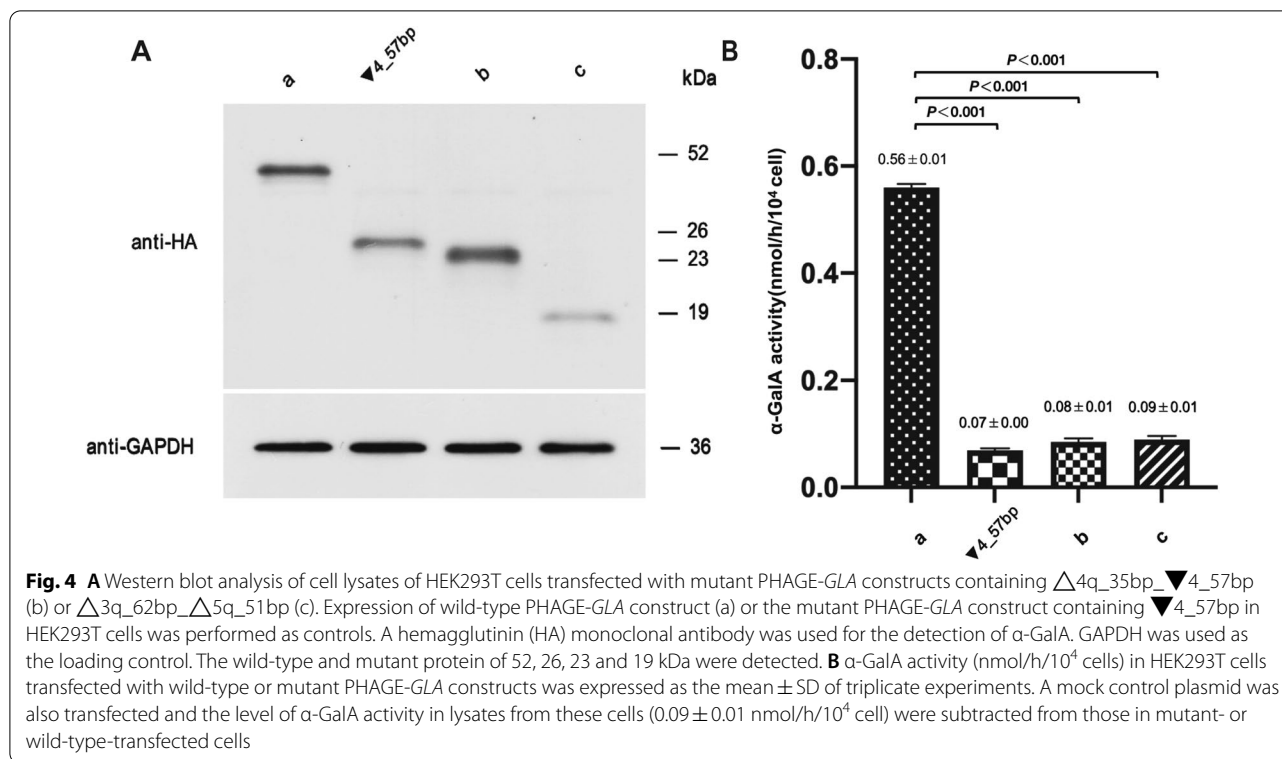 A
a ▼4_57bp b c kDa
anti-HA
— 52
— 26
— 23
— 19
anti-GAPDH
— 36
B
α-GalA activity(nmol/h/10⁴ cell)
0.8
0.6
0.4
0.2
0.0
P<0.001
P<0.001
P<0.001
0.56±0.01
0.07±0.00
0.08±0.01
0.09±0.01
a ▼4_57bp b c
Fig. 4 A Western blot analysis of cell lysates of HEK293T cells transfected with mutant PHAGE-GLA constructs containing △4q_35bp_▼4_57bp
(b) or △3q_62bp_△5q_51bp (c). Expression of wild-type PHAGE-GLA construct (a) or the mutant PHAGE-GLA construct containing ▼4_57bp in
HEK293T cells was performed as controls. A hemagglutinin (HA) monoclonal antibody was used for the detection of α-GalA. GAPDH was used as
the loading control. The wild-type and mutant protein of 52, 26, 23 and 19 kDa were detected. B α-GalA activity (nmol/h/10⁴ cells) in HEK293T cells
transfected with wild-type or mutant PHAGE-GLA constructs was expressed as the mean ± SD of triplicate experiments. A mock control plasmid was
also transfected and the level of α-GalA activity in lysates from these cells (0.09 ± 0.01 nmol/h/10⁴ cell) were subtracted from those in mutant- or
wild-type-transfected cells